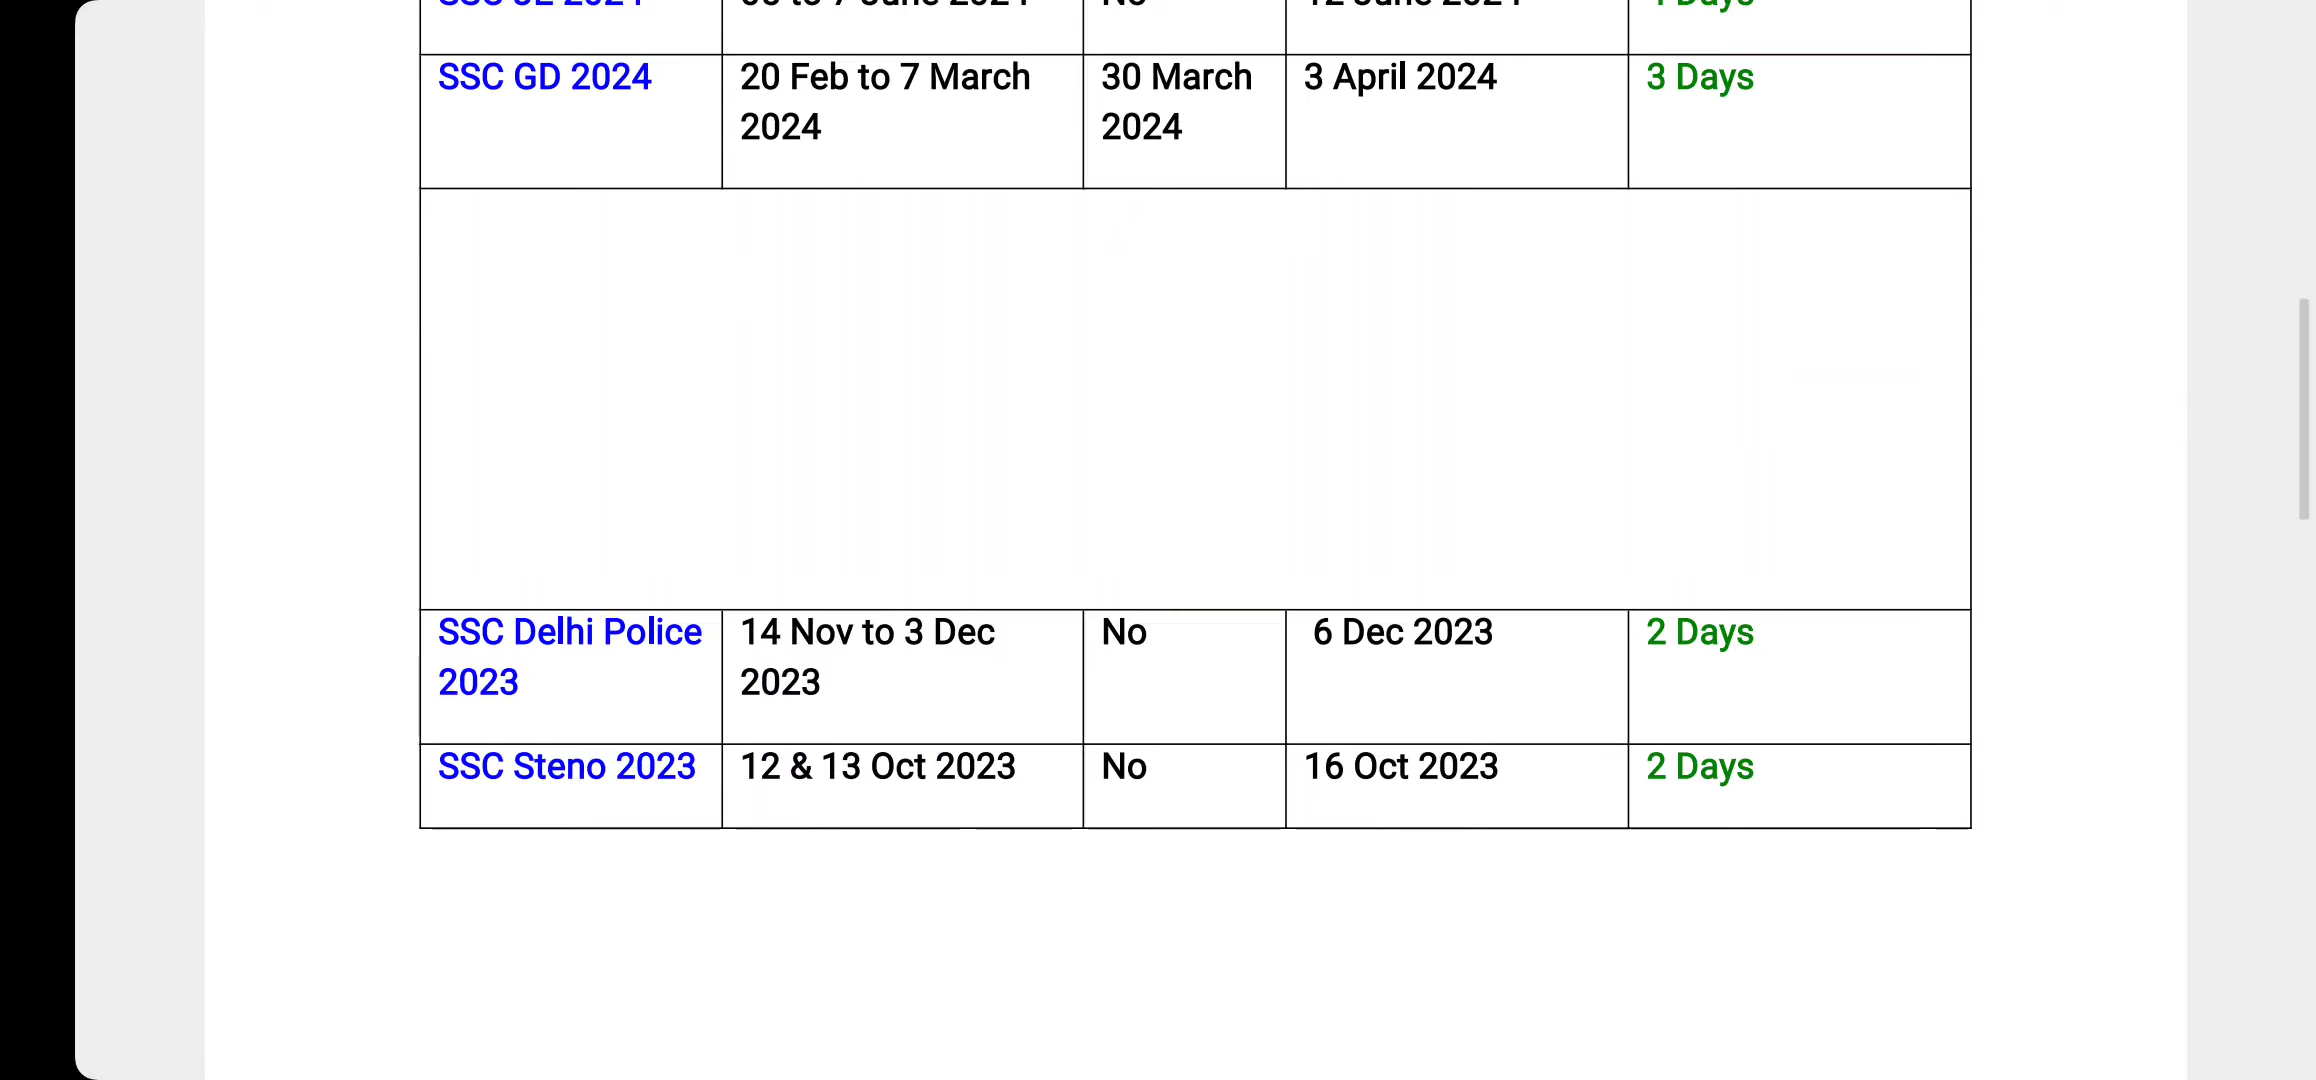 No
SSC GD 2024
20 Feb to 7 March
2024
30 March
2024
3 April 2024
3 Days
SSC Delhi Police
2023
14 Nov to 3 Dec
2023
No
6 Dec 2023
2 Days
SSC Steno 2023
12 & 13 Oct 2023
No
16 Oct 2023
2 Days